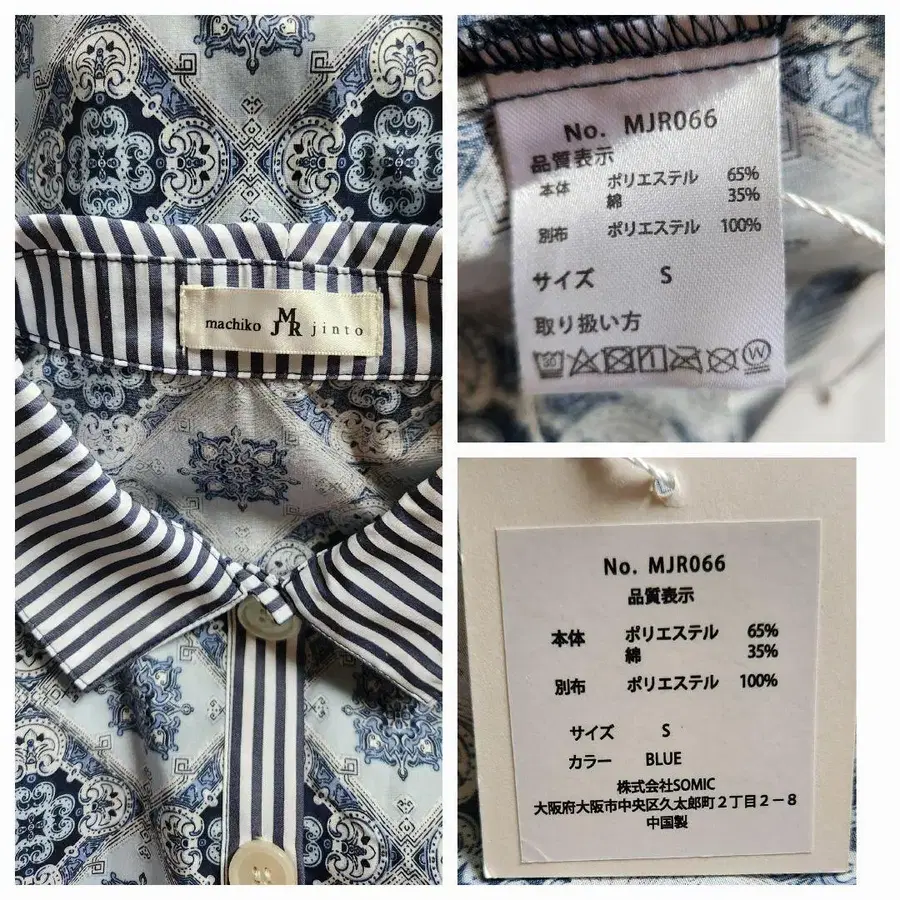 machiko JMR jinto
No. MJR066
品質表示
本体 ポリエステル 65%
綿 35%
別布 ポリエステル 100%
サイズ S
取り扱い方
No. MJR066
品質表示
本体 ポリエステル 65%
綿 35%
別布 ポリエステル 100%
サイズ S
カラー BLUE
株式会社SOMIC
大阪府大阪市中央区久太郎町2丁目2-8
中国製